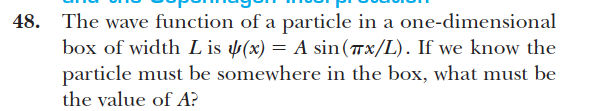 48. The wave function of a particle in a one-dimensional
box of width L is ψ(x) = A sin(πx/L). If we know the
particle must be somewhere in the box, what must be
the value of A?